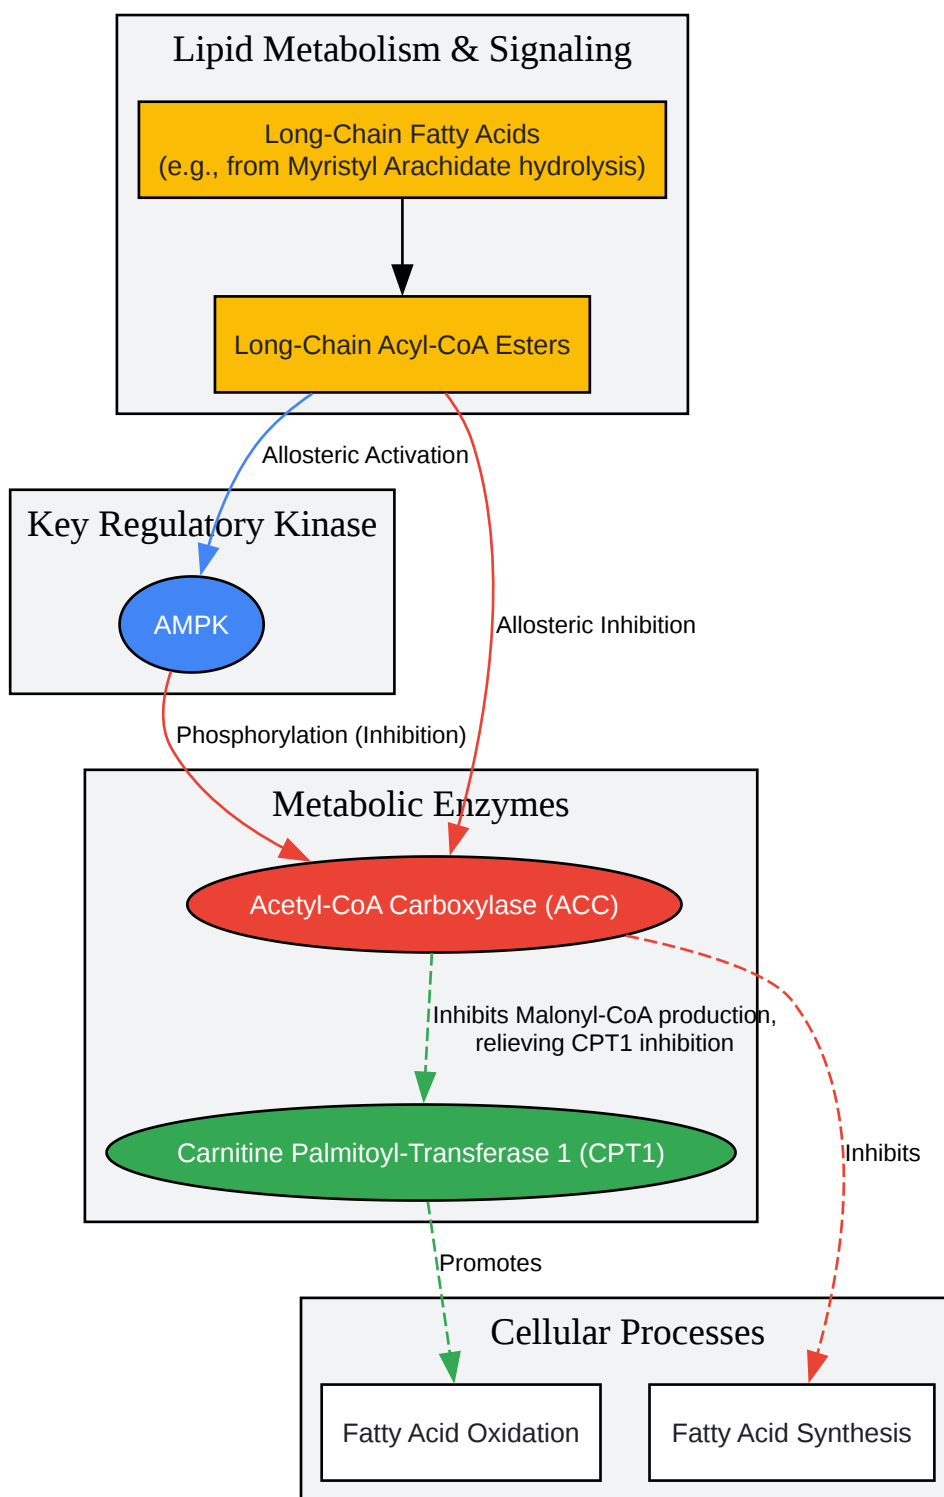 Lipid Metabolism & Signaling
Long-Chain Fatty Acids
(e.g., from Myristyl Arachidate hydrolysis)
Long-Chain Acyl-CoA Esters
Allosteric Activation
Key Regulatory Kinase
AMPK
Allosteric Inhibition
Phosphorylation (Inhibition)
Metabolic Enzymes
Acetyl-CoA Carboxylase (ACC)
Inhibits Malonyl-CoA production,
relieving CPT1 inhibition
Carnitine Palmitoyl-Transferase 1 (CPT1)
Inhibits
Promotes
Cellular Processes
Fatty Acid Oxidation
Fatty Acid Synthesis